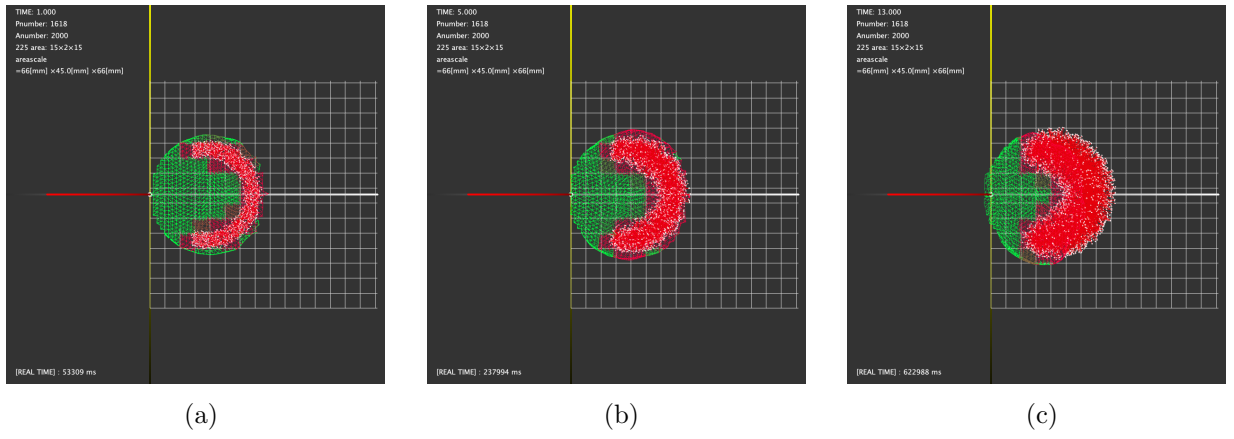 TIME: 1.000
Pnumber: 1618
Anumber: 2000
225 area: 15×2×15
areascale
=66[mm] ×45.0[mm] ×66[mm]
[REAL TIME] : 53309 ms
(a)
TIME: 5.000
Pnumber: 1618
Anumber: 2000
225 area: 15×2×15
areascale
=66[mm] ×45.0[mm] ×66[mm]
[REAL TIME] : 237994 ms
(b)
TIME: 13.000
Pnumber: 1618
Anumber: 2000
225 area: 15×2×15
areascale
=66[mm] ×45.0[mm] ×66[mm]
[REAL TIME] : 622988 ms
(c)